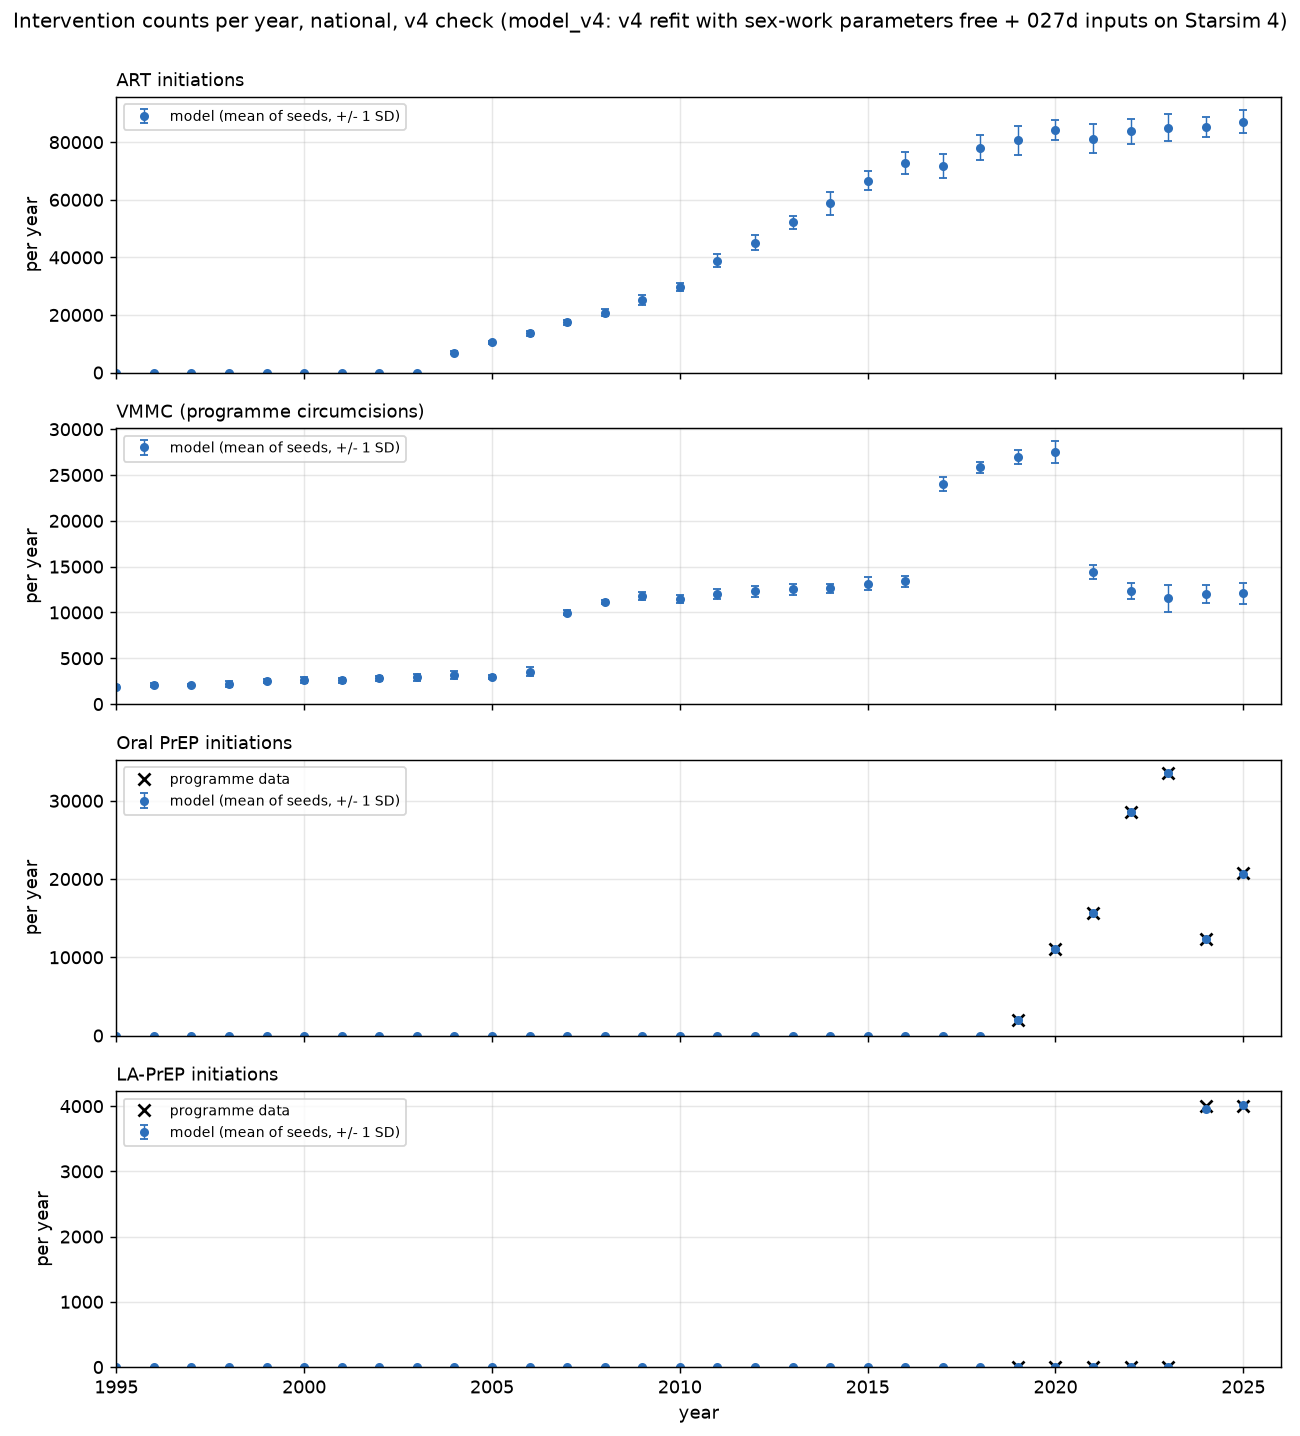 Intervention counts per year, national, v4 check (model_v4: v4 refit with sex-work parameters free + 027d inputs on Starsim 4)
ART initiations
model (mean of seeds, +/- 1 SD)
80000
60000
40000
20000
0
per year
VMMC (programme circumcisions)
model (mean of seeds, +/- 1 SD)
30000
25000
20000
15000
10000
5000
0
per year
Oral PrEP initiations
programme data
model (mean of seeds, +/- 1 SD)
30000
20000
10000
0
per year
LA-PrEP initiations
programme data
model (mean of seeds, +/- 1 SD)
4000
3000
2000
1000
0
per year
1995 2000 2005 2010 2015 2020 2025
year